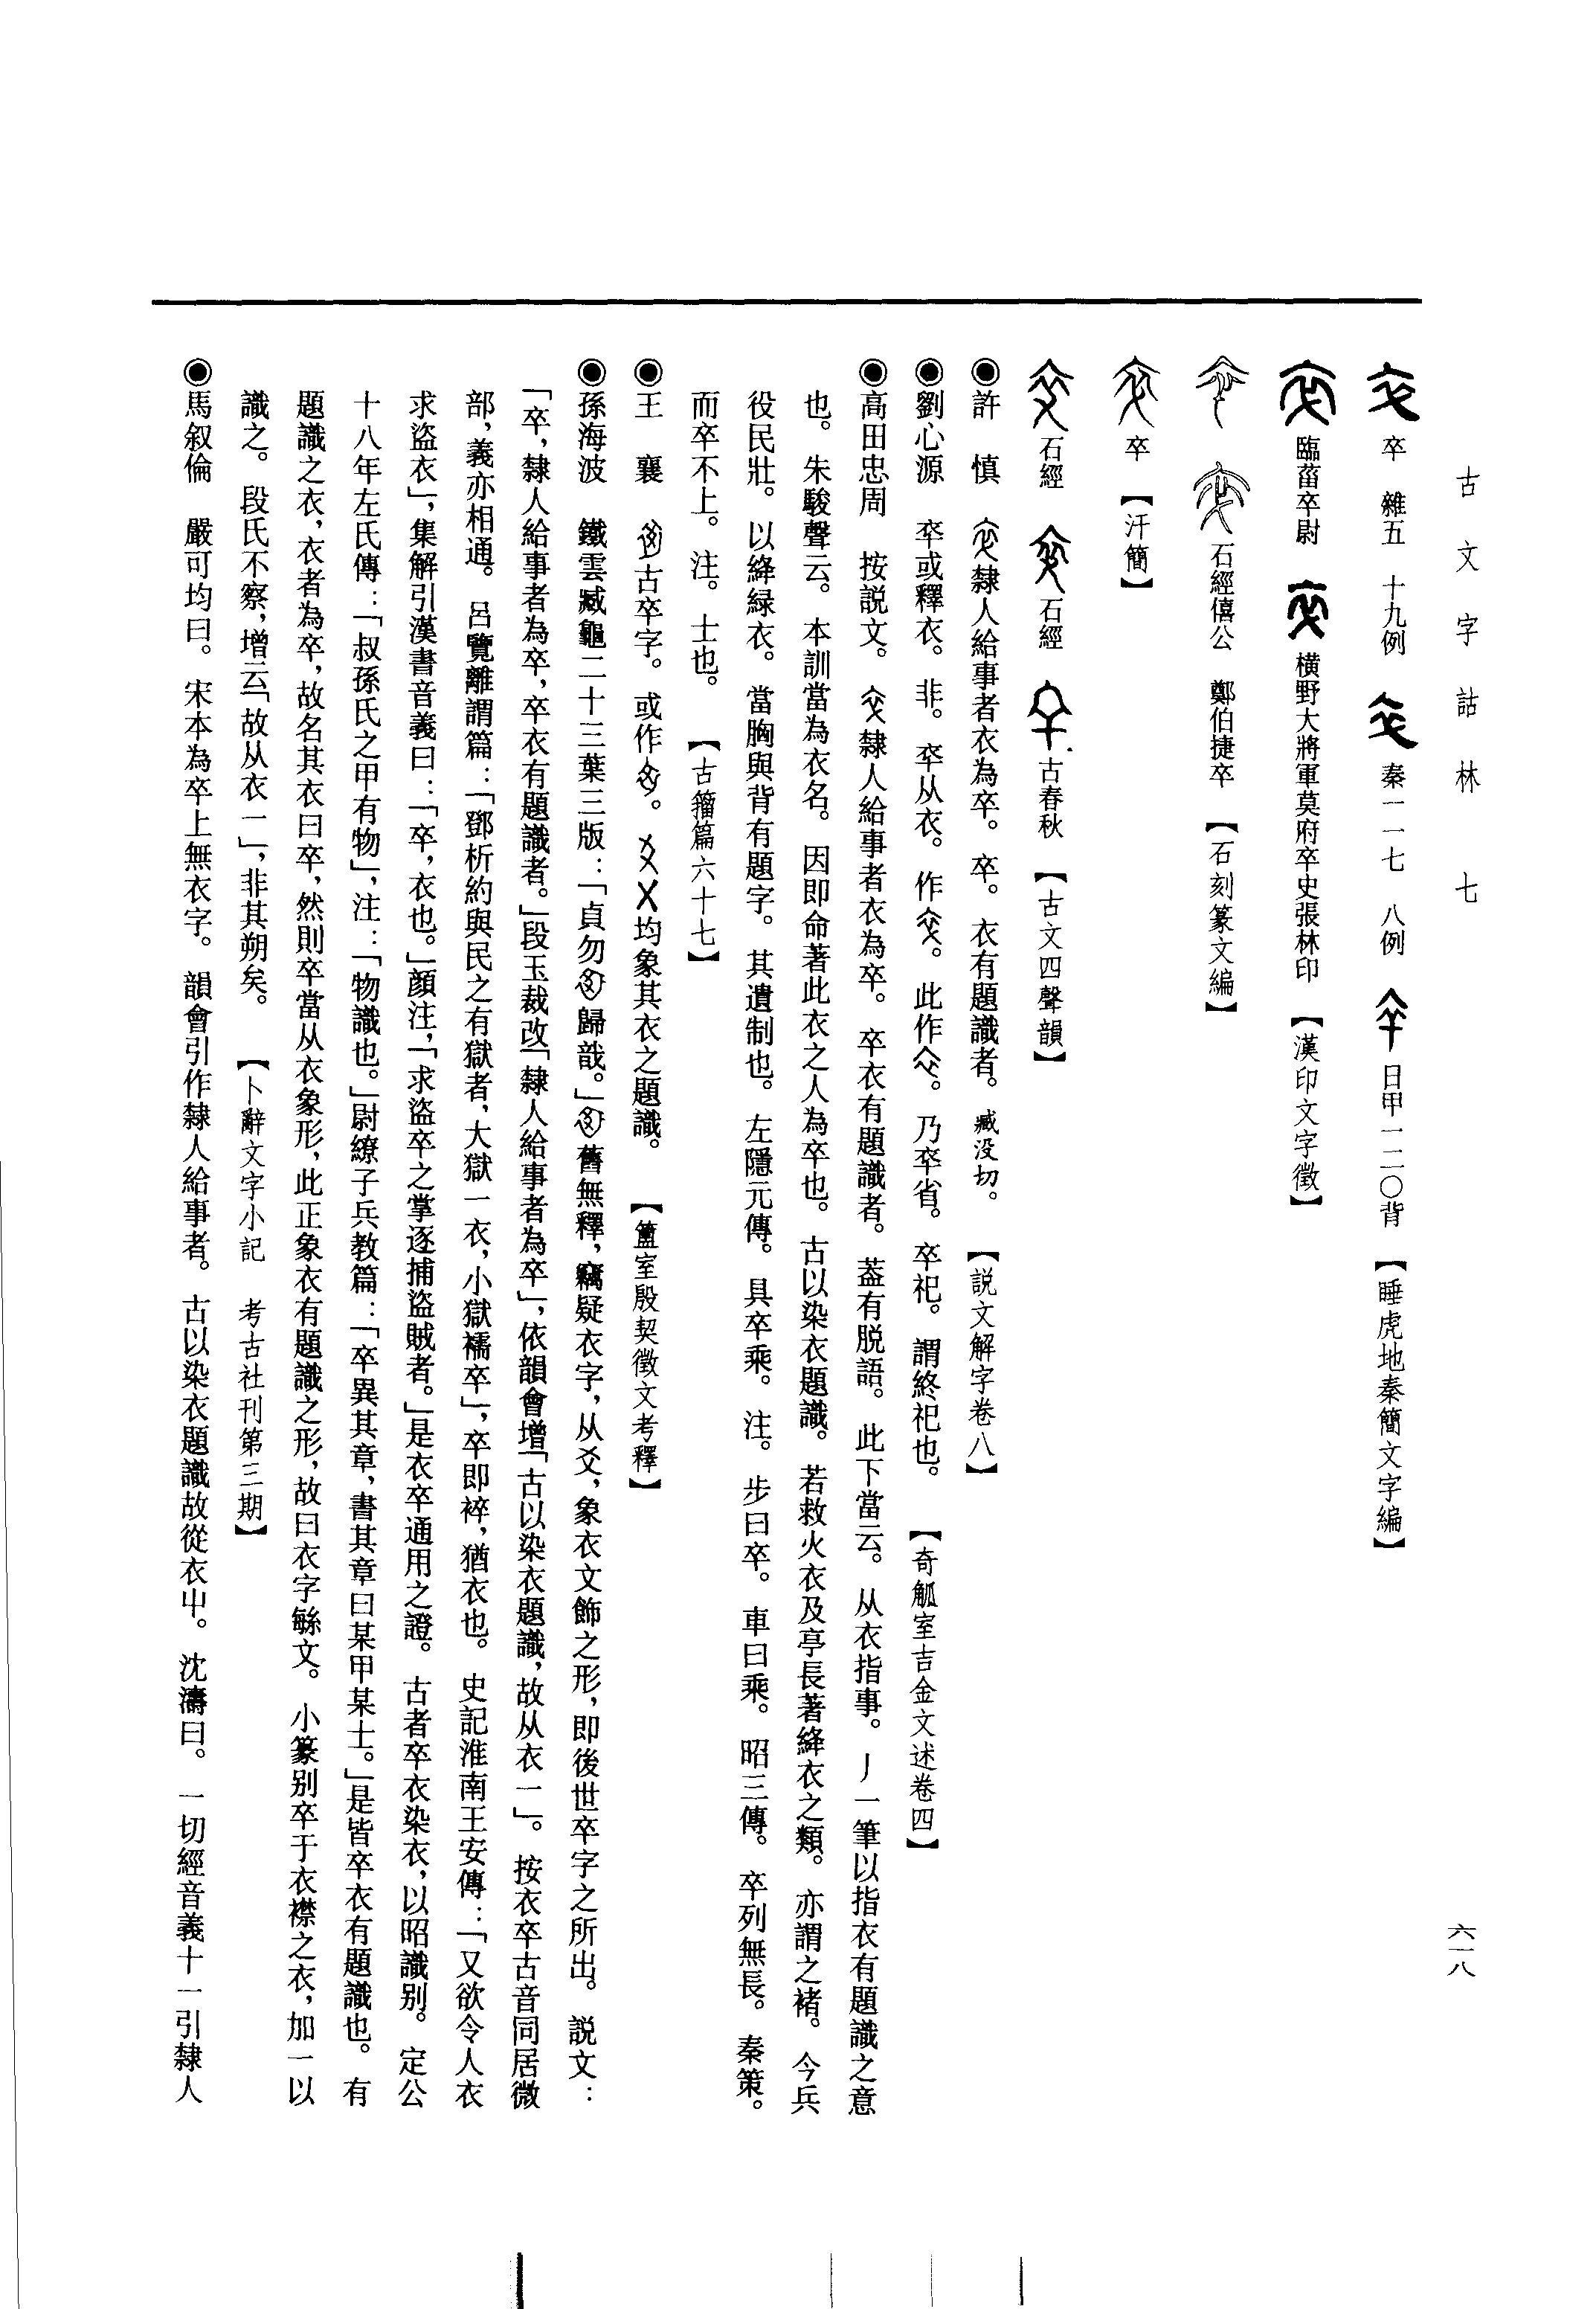 古文字詁林　七
六一八
卒　雜五　十九例　秦一一七　八例　日甲一二〇背　【睡虎地秦簡文字編】
臨菑卒尉　橫野大將軍莫府卒史張林印　【漢印文字徵】
石經僖公　鄭伯捷卒　【石刻篆文編】
卒　【汗簡】
石經　石經　古春秋　【古文四聲韻】
◉許　慎　隸人給事者衣為卒。卒。衣有題識者。臧没切。　【説文解字卷八】
◉劉心源　卒或釋衣。非。卒从衣。作。此作。乃卒省。卒祀。謂終祀也。　【奇觚室吉金文述卷四】
◉高田忠周　按説文。隸人給事者衣為卒。卒衣有題識者。葢有脱語。此下當云。从衣指事。丿一筆以指衣有題識之意
也。朱駿聲云。本訓當為衣名。因即命著此衣之人為卒也。古以染衣題識。若救火衣及亭長著絳衣之類。亦謂之褚。今兵
役民壯。以絳緑衣。當胸與背有題字。其遺制也。左隱元傳。具卒乘。注。步曰卒。車曰乘。昭三傳。卒列無長。秦策。
而卒不上。注。士也。　【古籀篇六十七】
◉王　襄　古卒字。或作。均象其衣之題識。　【簠室殷契徵文考釋】
◉孫海波　鐵雲臧龜二十三葉三版：「貞勿歸戠。」舊無釋，竊疑衣字，从爻，象衣文飾之形，即後世卒字之所出。説文：
「卒，隸人給事者為卒，卒衣有題識者。」段玉裁改「隸人給事者為卒」，依韻會增「古以染衣題識，故从衣一」。按衣卒古音同居微
部，義亦相通。呂覽離謂篇：「鄧析約與民之有獄者，大獄一衣，小獄襦卒」，卒即裶，猶衣也。史記淮南王安傳：「又欲令人衣
求盜衣」，集解引漢書音義曰：「卒，衣也。」顔注，「求盜卒之掌逐捕盜賊者。」是衣卒通用之證。古者卒衣染衣，以昭識别。定公
十八年左氏傳：「叔孫氏之甲有物」，注：「物識也。」尉繚子兵教篇：「卒異其章，書其章曰某甲某士。」是皆卒衣有題識也。有
題識之衣，衣者為卒，故名其衣曰卒，然則卒當从衣象形，此正象衣有題識之形，故曰衣字緐文。小篆别卒于衣襟之衣，加一以
識之。段氏不察，增云「故从衣一」，非其朔矣。　【卜辭文字小記　考古社刊第三期】
◉馬叙倫　嚴可均曰。宋本為卒上無衣字。韻會引作隸人給事者。古以染衣題識故從衣屮。沈濤曰。一切經音義十一引隸人